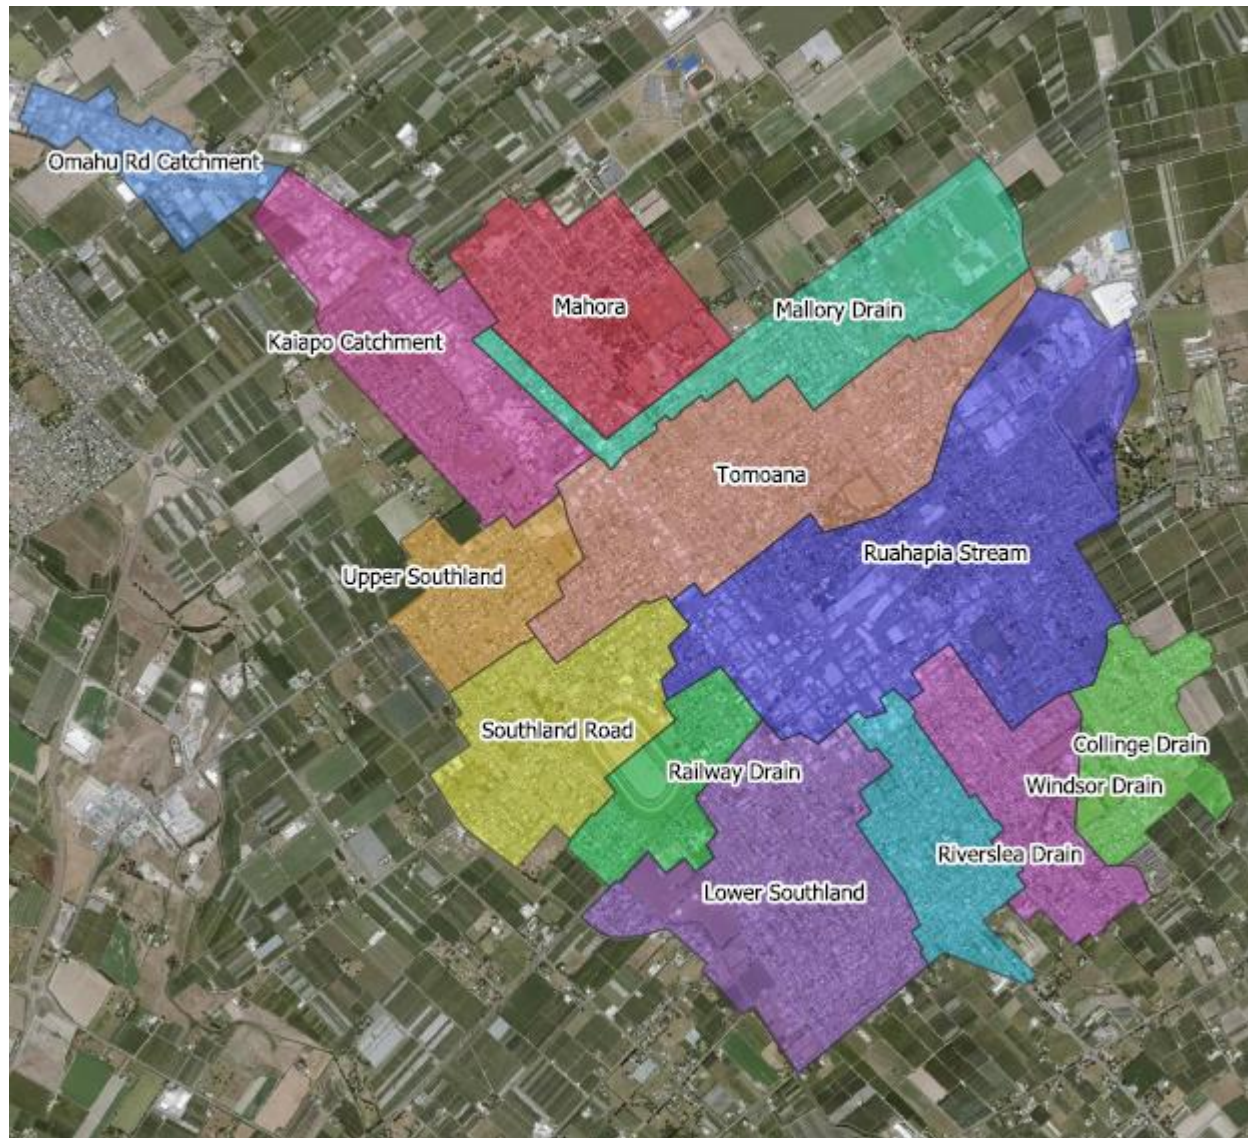 Omahu Rd Catchment
Mahora
Mallory Drain
Kaiapo Catchment
Tomoana
Ruahapia Stream
Upper Southland
Southland Road
Collinge Drain
Railway Drain
Windsor Drain
Riverslea Drain
Lower Southland